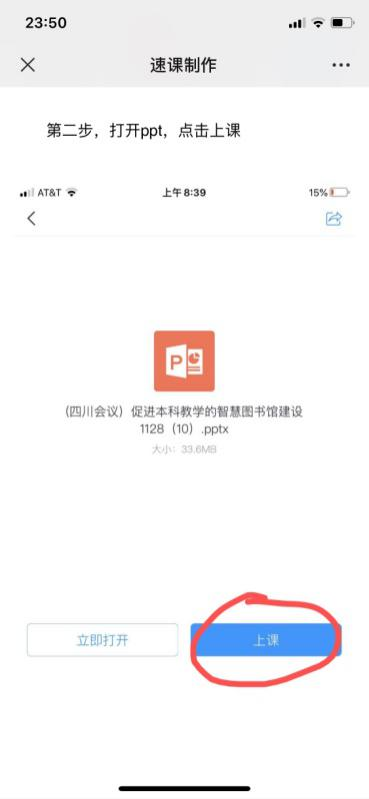 23:50
速课制作
第二步，打开ppt，点击上课
AT&T
上午8:39
15%
P
（四川会议）促进本科教学的智慧图书馆建设
1128（10）.pptx
大小：33.6MB
立即打开
上课